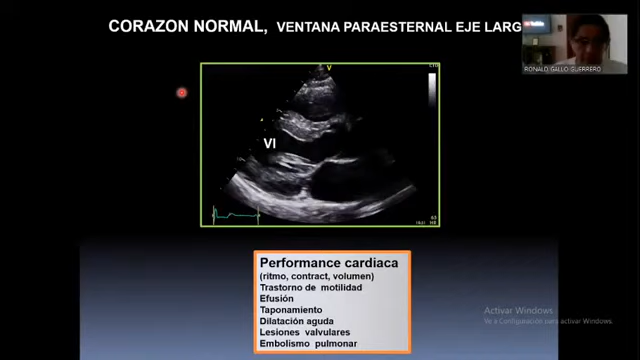 CORAZON NORMAL, VENTANA PARAESTERNAL EJE LARG
RONALD GALLO GUERRERO
V
VI
Performance cardiaca
(ritmo, contract, volumen)
Trastorno de motilidad
Efusión
Taponamiento
Dilatación aguda
Lesiones valvulares
Embolismo pulmonar
Activar Windows
Ve a Configuración para activar Windows.